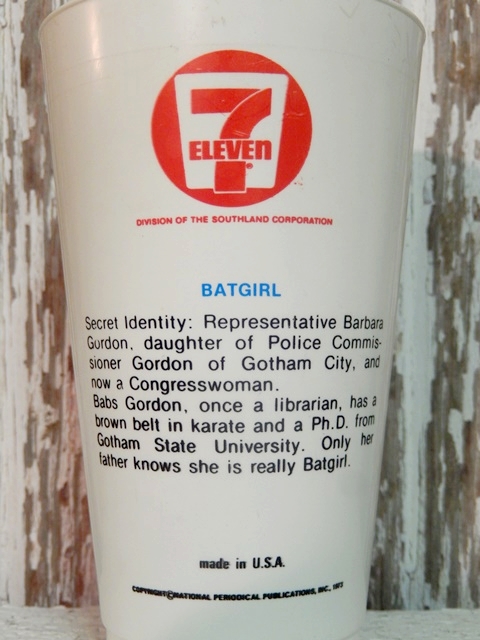 7
ELEVEn
®
DIVISION OF THE SOUTHLAND CORPORATION
BATGIRL
Secret Identity: Representative Barbara
Gordon, daughter of Police Commis-
sioner Gordon of Gotham City, and
now a Congresswoman.
Babs Gordon, once a librarian, has a
brown belt in karate and a Ph.D. from
Gotham State University. Only her
father knows she is really Batgirl.
made in U.S.A.
COPYRIGHT©NATIONAL PERIODICAL PUBLICATIONS, INC., 1973